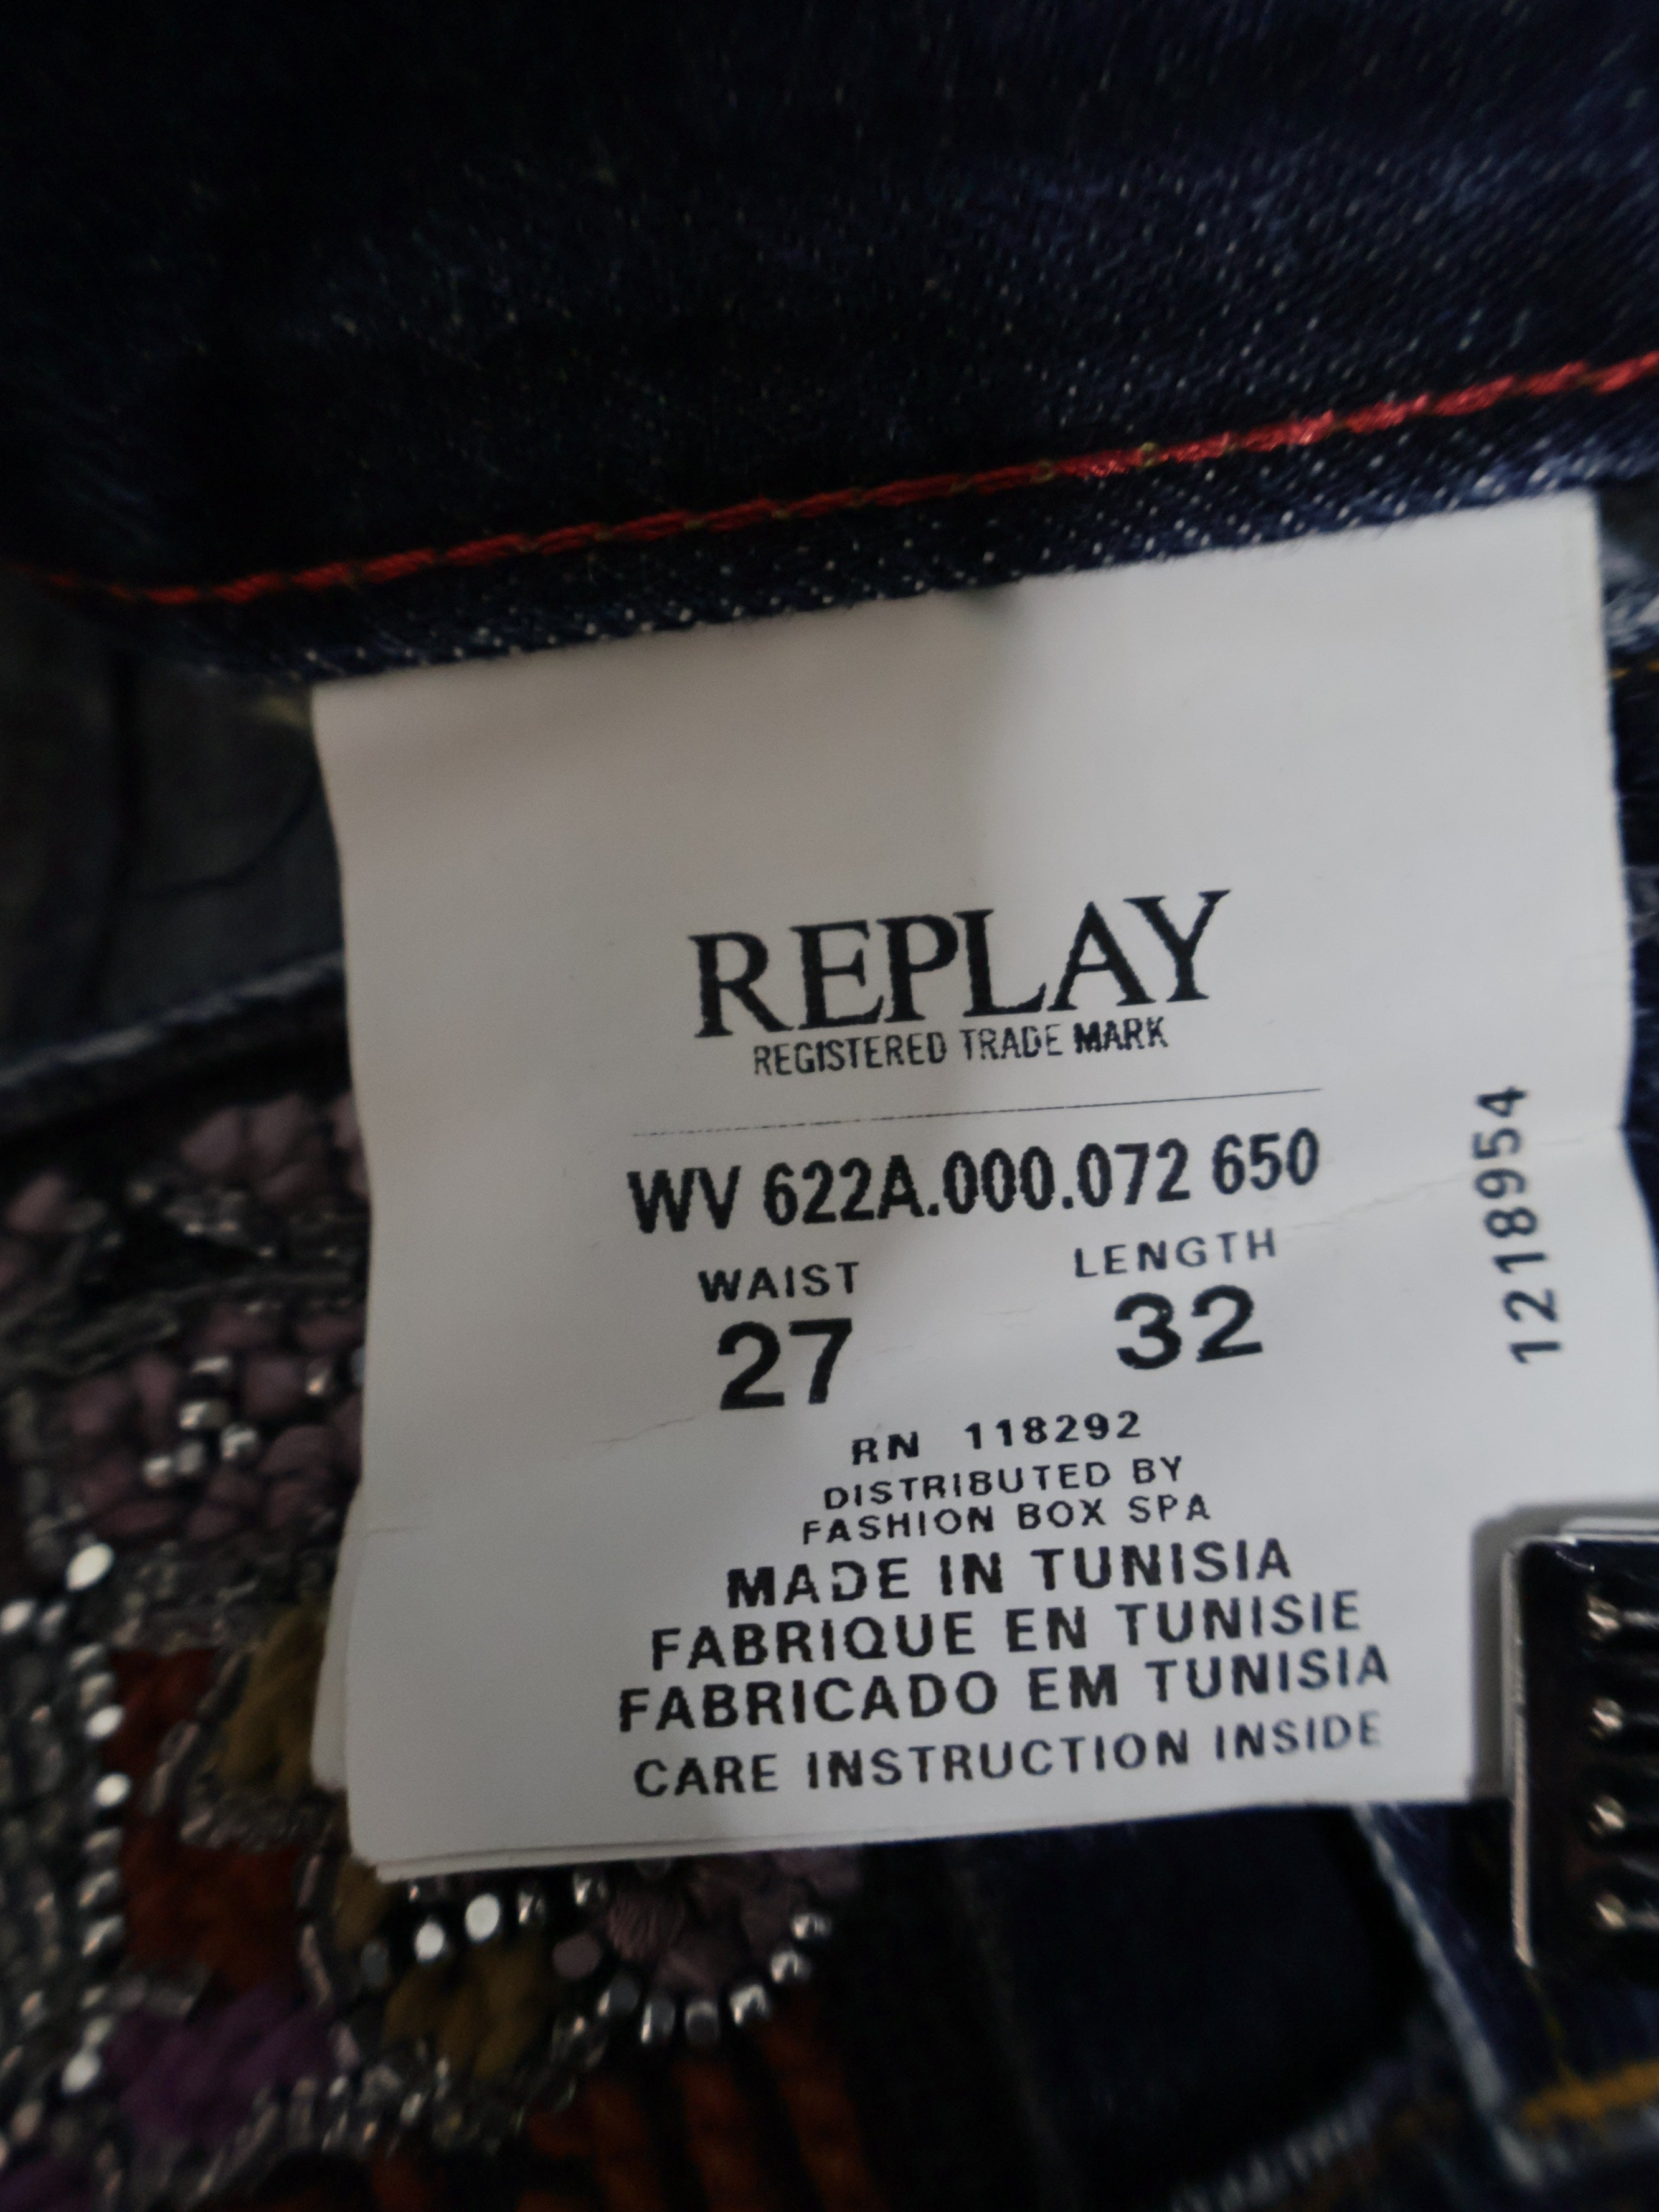 REPLAY
REGISTERED TRADE MARK
WV 622A.000.072 650
WAIST LENGTH
27 32
RN 118292
DISTRIBUTED BY
FASHION BOX SPA
MADE IN TUNISIA
FABRIQUE EN TUNISIE
FABRICADO EM TUNISIA
CARE INSTRUCTION INSIDE
1218954